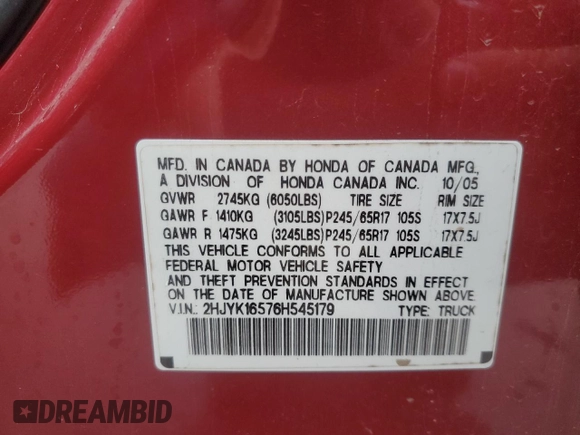 MFD. IN CANADA BY HONDA OF CANADA MFG.,
A DIVISION OF HONDA CANADA INC. 10/05
GVWR 2745KG (6050LBS) TIRE SIZE RIM SIZE
GAWR F 1410KG (3105LBS)P245/65R17 105S 17X7.5J
GAWR R 1475KG (3245LBS)P245/65R17 105S 17X7.5J
THIS VEHICLE CONFORMS TO ALL APPLICABLE
FEDERAL MOTOR VEHICLE SAFETY
AND THEFT PREVENTION STANDARDS IN EFFECT
ON THE DATE OF MANUFACTURE SHOWN ABOVE.
V.I.N.: 2HJYK16576H545179 TYPE: TRUCK
DREAMBID